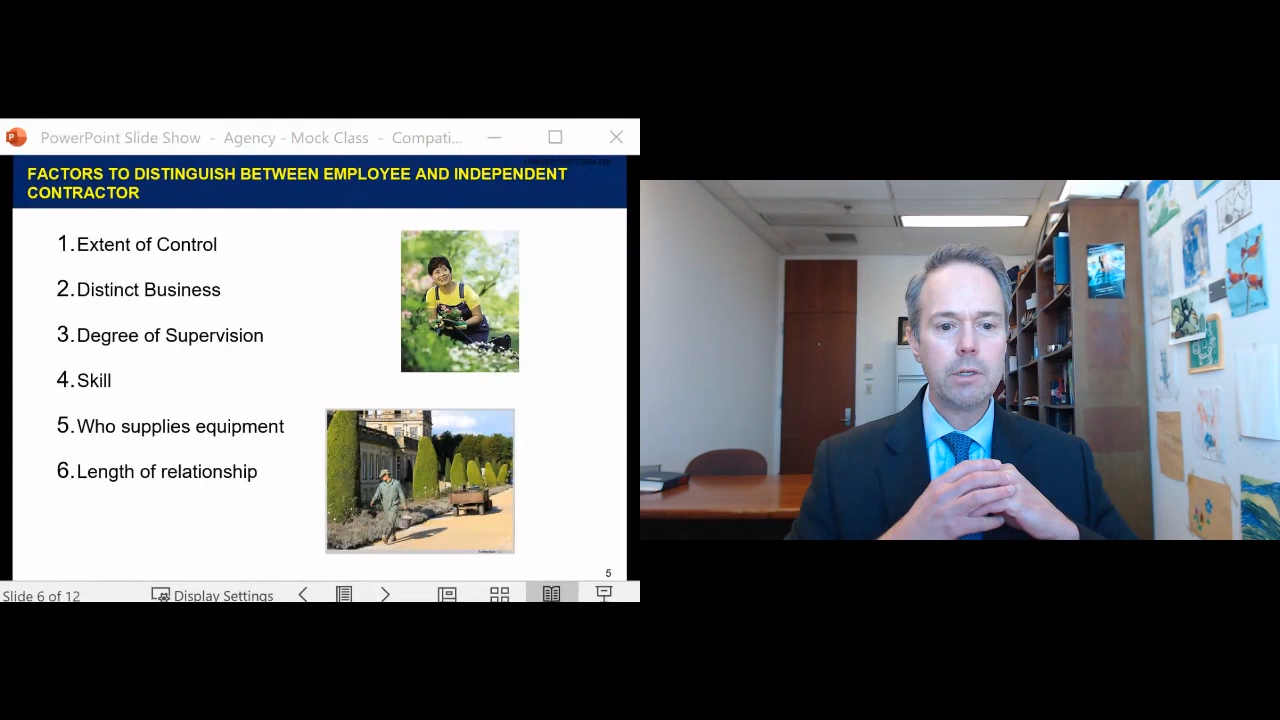 PowerPoint Slide Show - Agency - Mock Class - Compati...
FACTORS TO DISTINGUISH BETWEEN EMPLOYEE AND INDEPENDENT
CONTRACTOR
1. Extent of Control
2. Distinct Business
3. Degree of Supervision
4. Skill
5. Who supplies equipment
6. Length of relationship
5
Slide 6 of 12
Display Settings